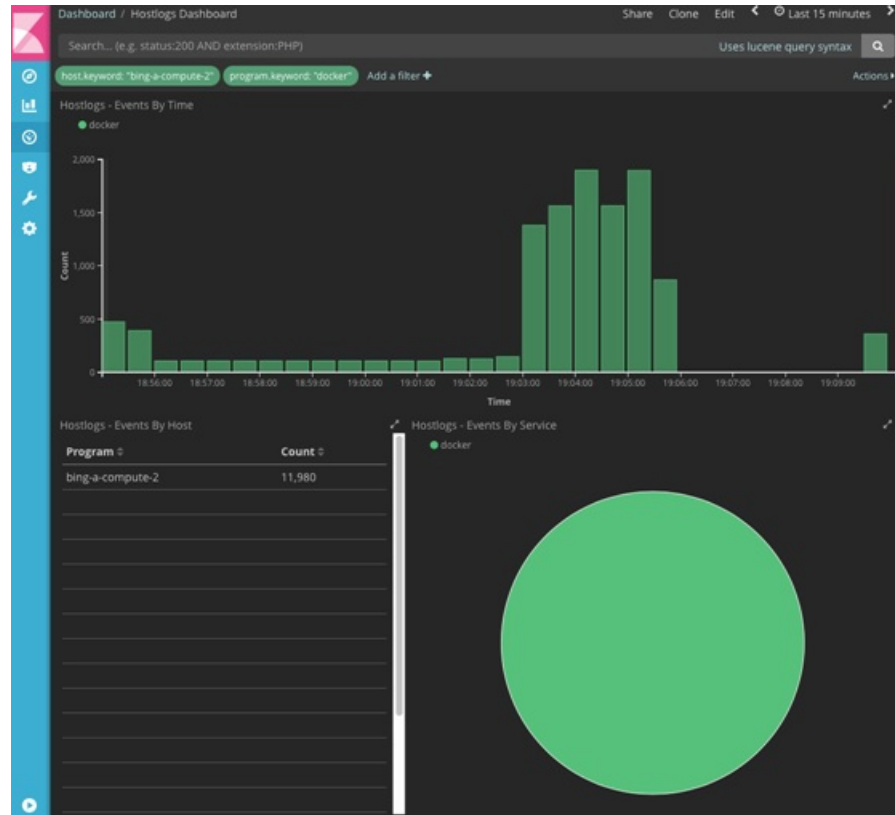 Dashboard / Hostlogs Dashboard Share Clone Edit Last 15 minutes
Search... (e.g. status:200 AND extension:PHP) Uses lucene query syntax
host.keyword: "bing-a-compute-2" program.keyword: "docker" Add a filter + Actions
Hostlogs - Events By Time
docker
2,000
1,500
1,000
500
0
Count
18:56:00 18:57:00 18:58:00 18:59:00 19:00:00 19:01:00 19:02:00 19:03:00 19:04:00 19:05:00 19:06:00 19:07:00 19:08:00 19:09:00
Time
Hostlogs - Events By Host
Program Count
bing-a-compute-2 11,980
Hostlogs - Events By Service
docker